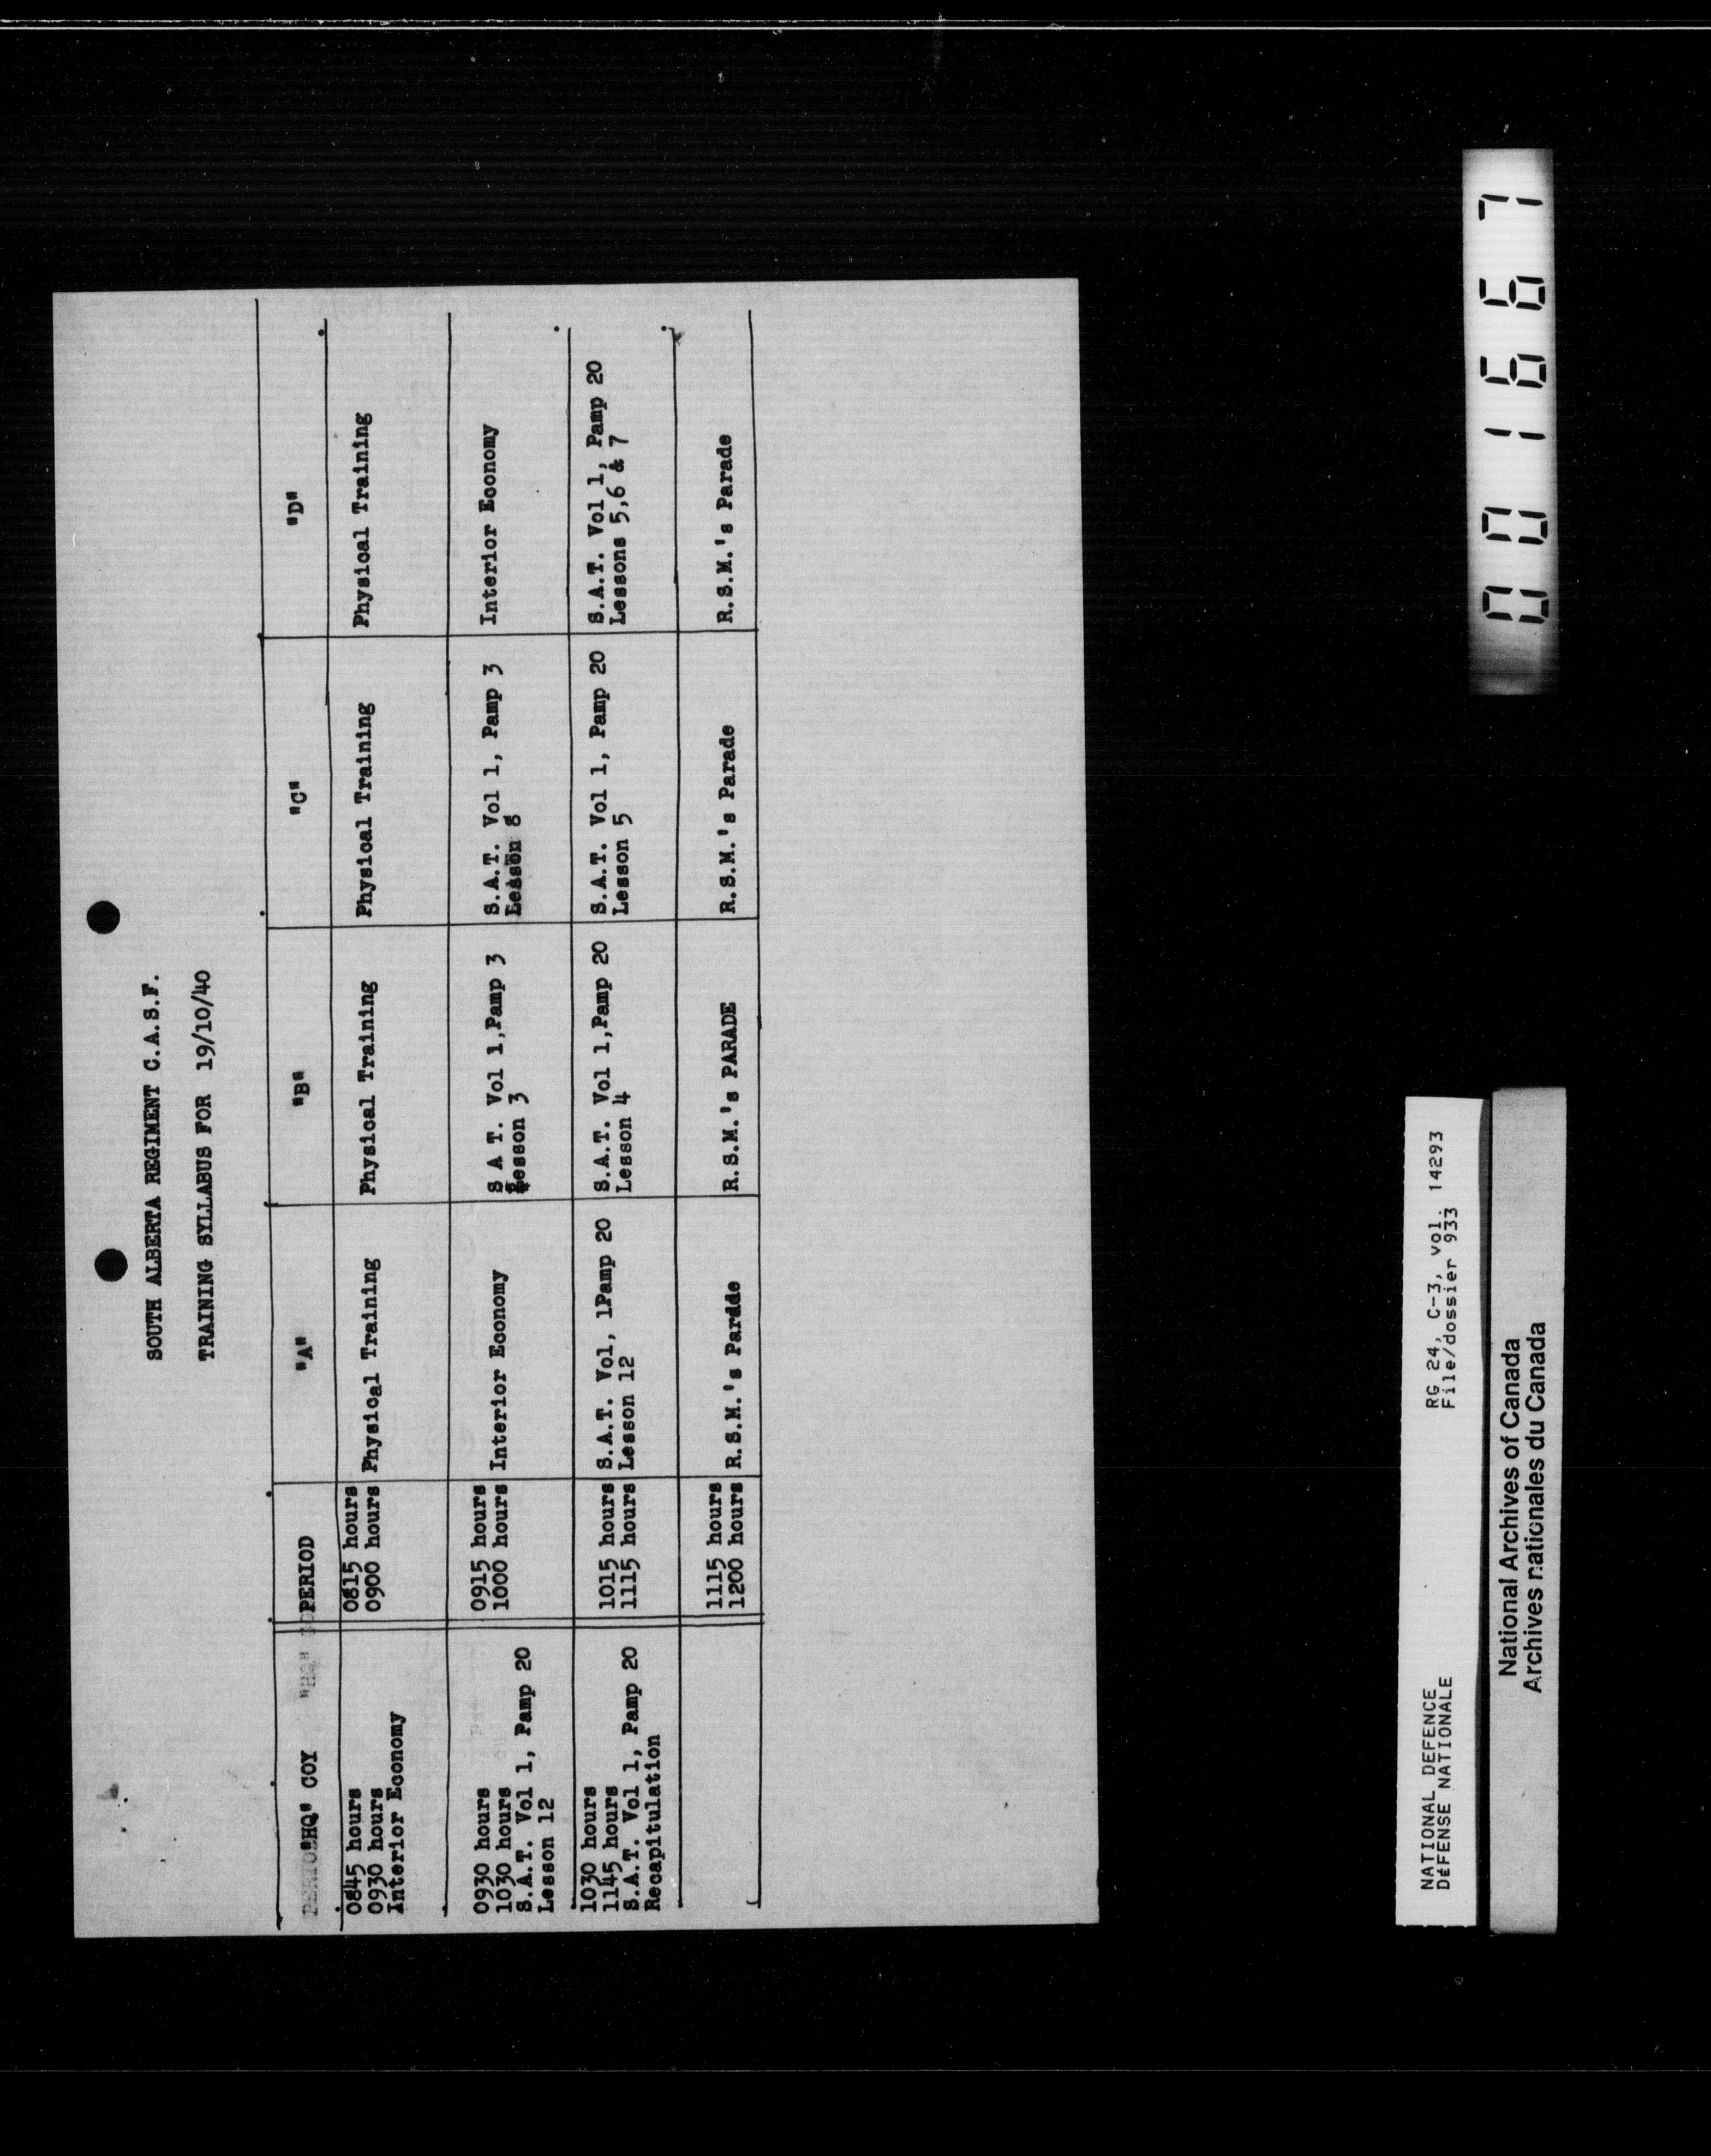 SOUTH ALBERTA REGIMENT C.A.S.F.
TRAINING SYLLABUS FOR 19/10/40
"HQ" COY PERIOD "A" "B" "C" "D"
0845 hours
0930 hours
Interior Economy
0815 hours
0900 hours
Physical Training
Physical Training
Physical Training
Physical Training
0930 hours
1030 hours
S.A.T. Vol 1, Pamp 20
Lesson 12
0915 hours
1000 hours
Interior Economy
S A T. Vol 1,Pamp 3
Lesson 3
S.A.T. Vol 1, Pamp 3
Lesson 8
Interior Economy
1030 hours
1145 hours
S.A.T. Vol 1, Pamp 20
Recapitulation
1015 hours
1115 hours
S.A.T. Vol, 1Pamp 20
Lesson 12
S.A.T. Vol 1,Pamp 20
Lesson 4
S.A.T. Vol 1, Pamp 20
Lesson 5
S.A.T. Vol 1, Pamp 20
Lessons 5,6 & 7
1115 hours
1200 hours
R.S.M.'s Parade
R.S.M.'s PARADE
R.S.M.'s Parade
R.S.M.'s Parade
NATIONAL DEFENCE
DÉFENSE NATIONALE
RG 24, C-3, vol. 14293
File/dossier 933
National Archives of Canada
Archives nationales du Canada
001667